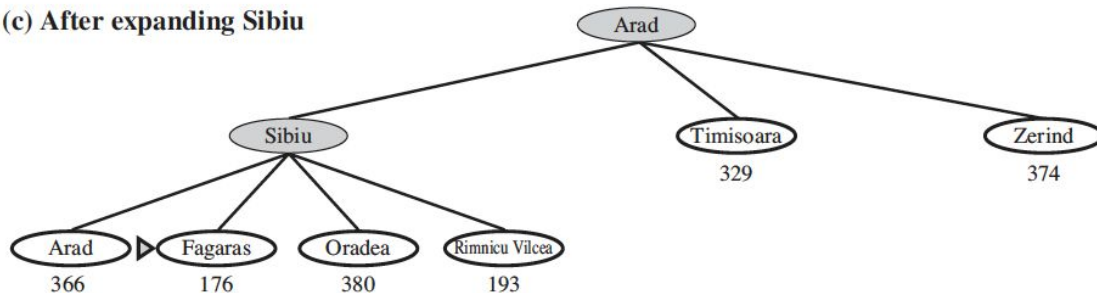 (c) After expanding Sibiu
Arad
Sibiu
Timisoara
Zerind
329
374
Arad
Fagaras
Oradea
Rimnicu Vilcea
366
176
380
193